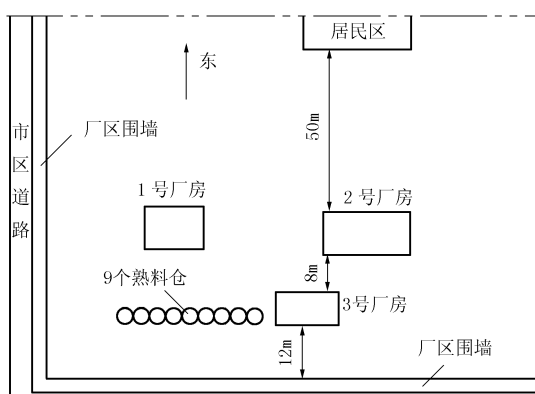 居民区
东
50m
市区道路
厂区围墙
1号厂房
2号厂房
8m
9个熟料仓
3号厂房
12m
厂区围墙